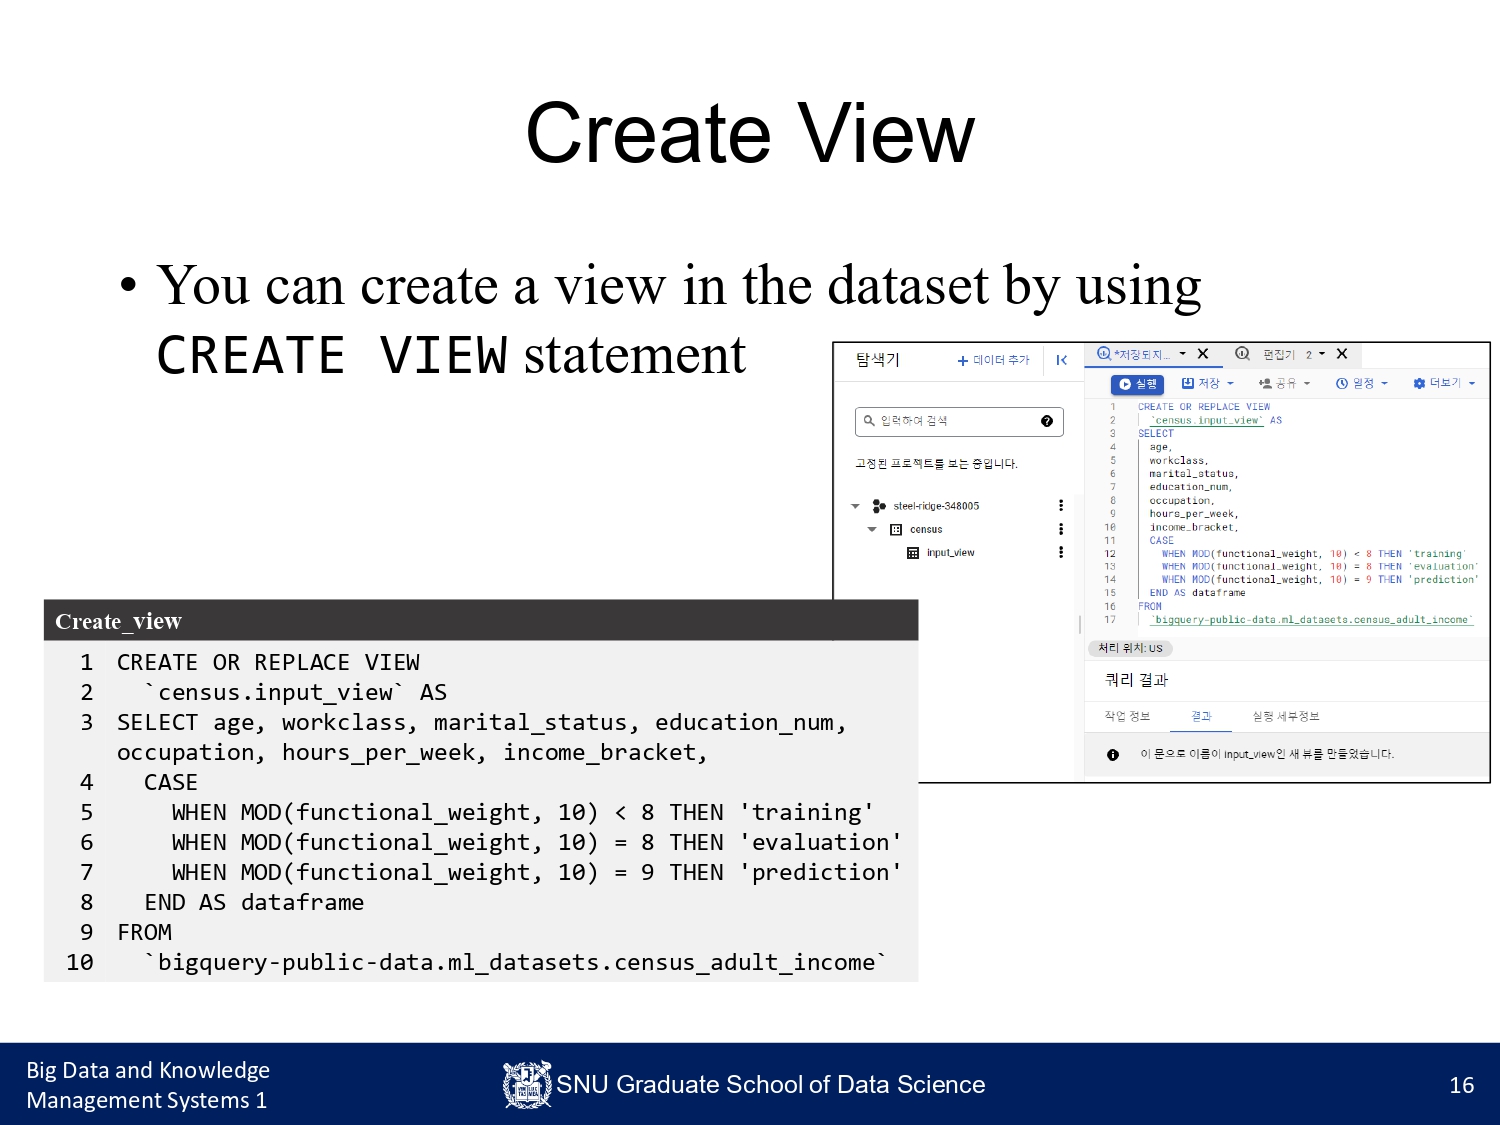 Create View
• You can create a view in the dataset by using
CREATE VIEW statement
탐색기
+ 데이터 추가
입력하여 검색
고정된 프로젝트를 보는 중입니다.
steel-ridge-348005
census
input_view
*저장되지...
편집기 2
실행
저장
공유
일정
더보기
1 CREATE OR REPLACE VIEW
2 `census.input_view` AS
3 SELECT
4 age,
5 workclass,
6 marital_status,
7 education_num,
8 occupation,
9 hours_per_week,
10 income_bracket,
11 CASE
12 WHEN MOD(functional_weight, 10) < 8 THEN 'training'
13 WHEN MOD(functional_weight, 10) = 8 THEN 'evaluation'
14 WHEN MOD(functional_weight, 10) = 9 THEN 'prediction'
15 END AS dataframe
16 FROM
17 `bigquery-public-data.ml_datasets.census_adult_income`
처리 위치: US
쿼리 결과
작업 정보
결과
실행 세부정보
이 문으로 이름이 input_view인 새 뷰를 만들었습니다.
Create_view
1 CREATE OR REPLACE VIEW
2 `census.input_view` AS
3 SELECT age, workclass, marital_status, education_num,
occupation, hours_per_week, income_bracket,
4 CASE
5 WHEN MOD(functional_weight, 10) < 8 THEN 'training'
6 WHEN MOD(functional_weight, 10) = 8 THEN 'evaluation'
7 WHEN MOD(functional_weight, 10) = 9 THEN 'prediction'
8 END AS dataframe
9 FROM
10 `bigquery-public-data.ml_datasets.census_adult_income`
Big Data and Knowledge
Management Systems 1
SNU Graduate School of Data Science
16